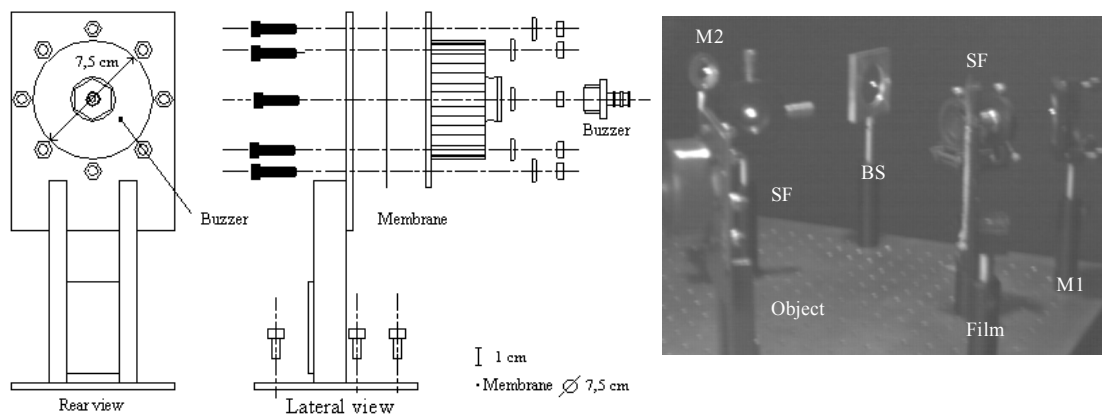 7,5 cm
Buzzer
Rear view
Membrane
Buzzer
Lateral view
1 cm
Membrane Ø 7,5 cm
M2
SF
BS
SF
M1
Object
Film